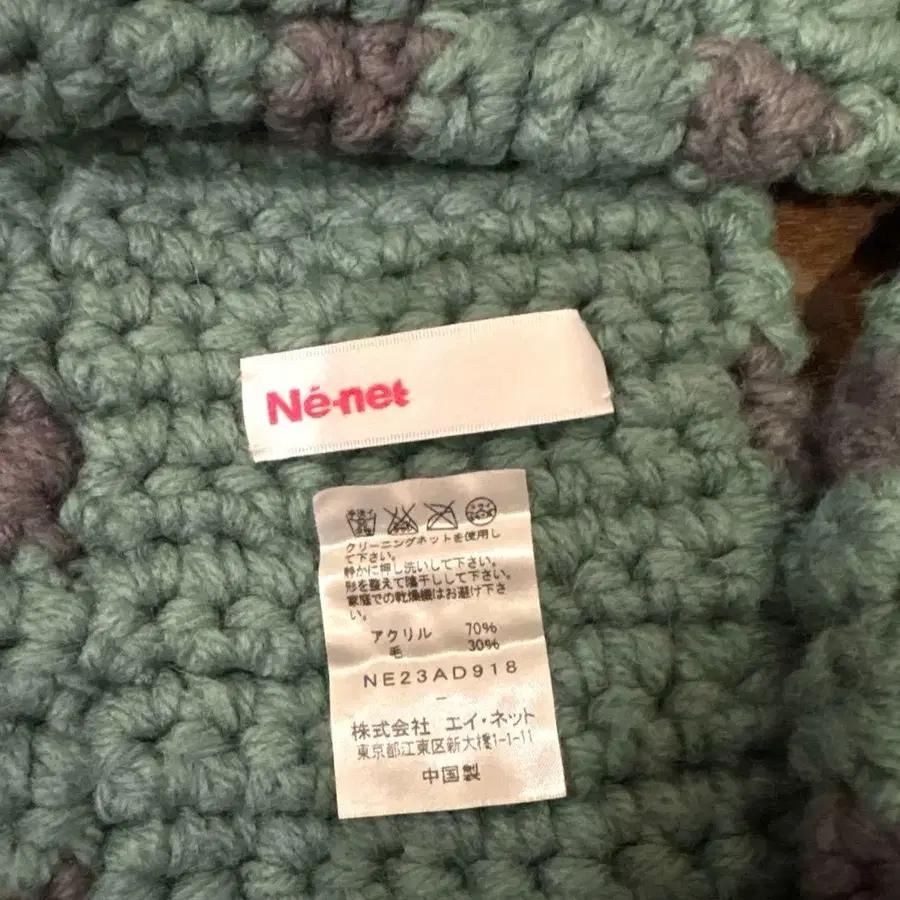 Né-net
クリーニングネットを使用し
て下さい。
静かに押し洗いして下さい。
形を整えて陰干しして下さい。
家庭での乾燥機はお避け下さ
い。
アクリル 70%
毛 30%
NE23AD918
-
株式会社 エイ・ネット
東京都江東区新大橋1-1-11
中国製